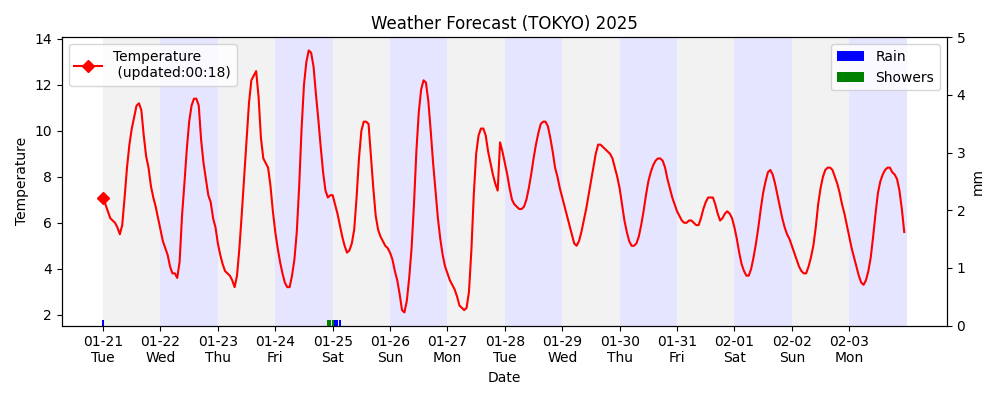 Weather Forecast (TOKYO) 2025
Temperature
(updated:00:18)
Rain
Showers
Temperature
14
12
10
8
6
4
2
5
4
3
2
1
0
mm
01-21 01-22 01-23 01-24 01-25 01-26 01-27 01-28 01-29 01-30 01-31 02-01 02-02 02-03
Tue Wed Thu Fri Sat Sun Mon Tue Wed Thu Fri Sat Sun Mon
Date